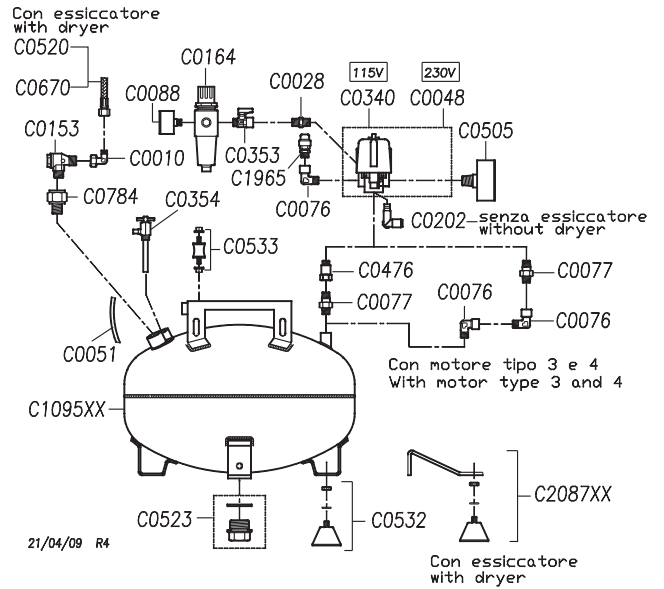 Con essiccatore
with dryer
C0520
C0670
C0164
C0088
C0028
115V
230V
C0340
C0048
C0153
C0010
C0353
C1965
C0505
C0784
C0354
C0076
C0202
senza essiccatore
without dryer
C0533
C0476
C0077
C0077
C0076
C0076
C0051
Con motore tipo 3 e 4
With motor type 3 and 4
C1095XX
C2087XX
C0523
C0532
21/04/09 R4
Con essiccatore
with dryer